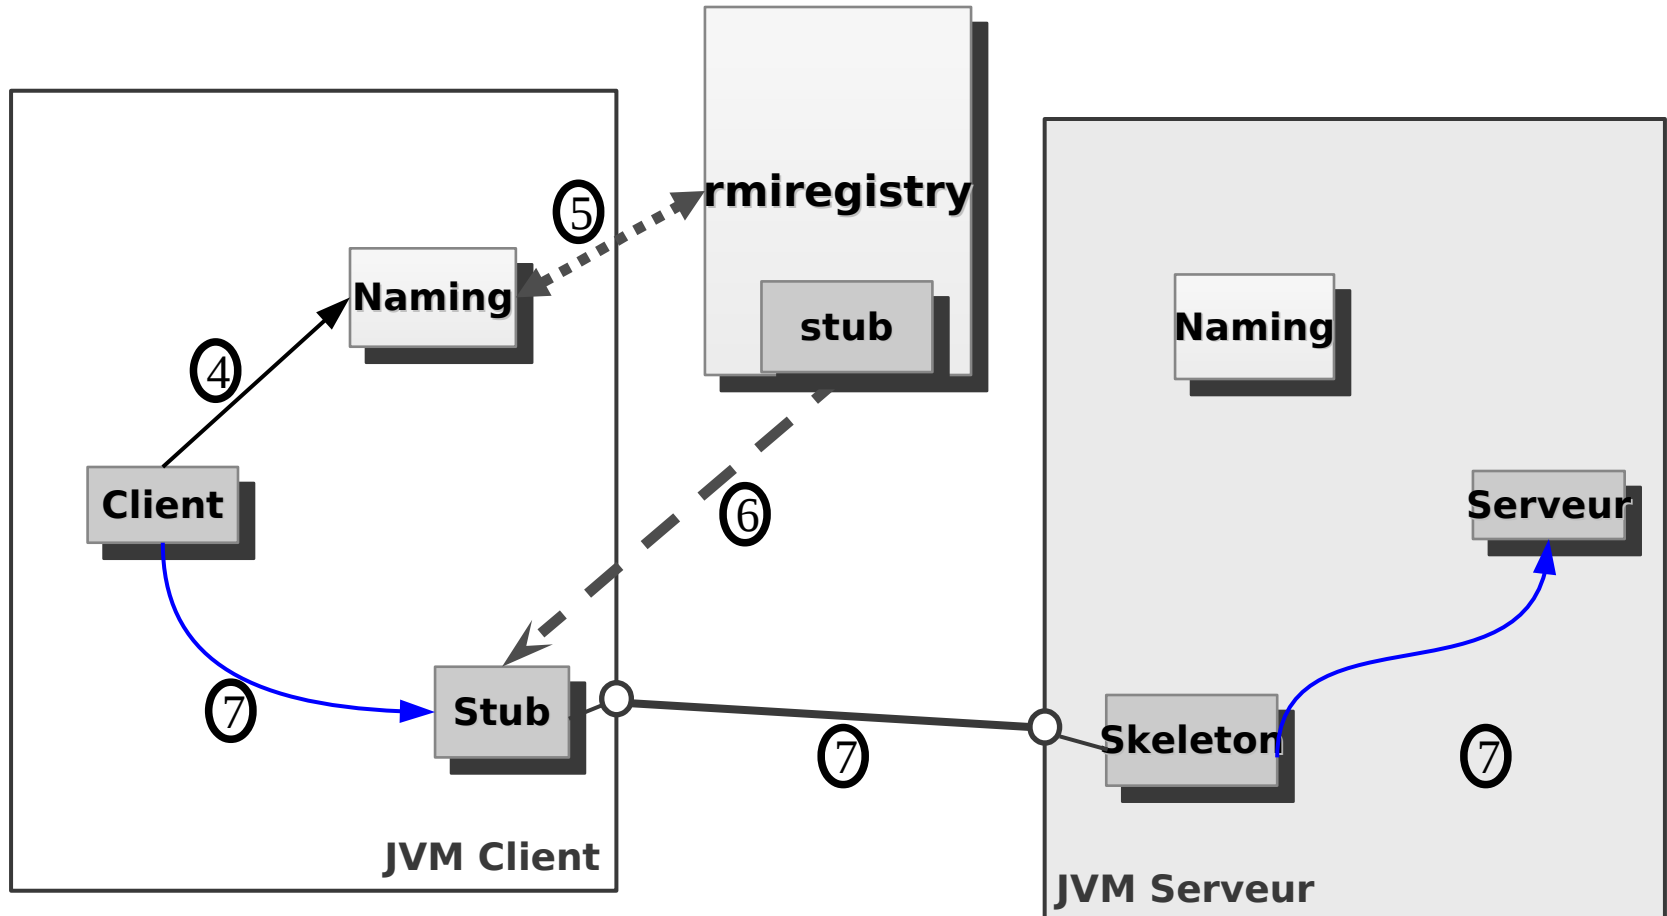 rmiregistry
5
Naming
stub
Naming
4
Client
6
Serveur
7
Stub
7
Skeleton
7
JVM Client
JVM Serveur